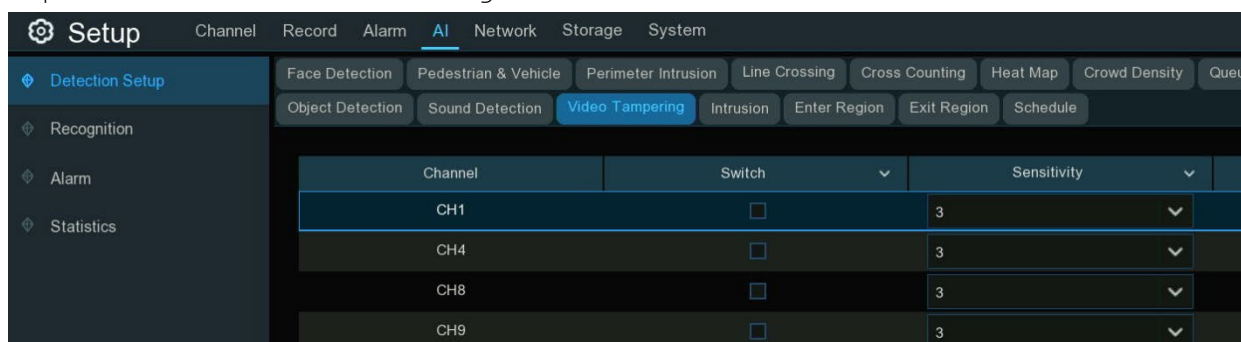 Setup Channel Record Alarm AI Network Storage System
Detection Setup
Recognition
Alarm
Statistics
Face Detection Pedestrian & Vehicle Perimeter Intrusion Line Crossing Cross Counting Heat Map Crowd Density
Object Detection Sound Detection Video Tampering Intrusion Enter Region Exit Region Schedule
Channel Switch Sensitivity
CH1 3
CH4 3
CH8 3
CH9 3